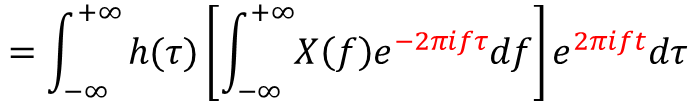 = ∫_{-∞}^{+∞} h(τ) [ ∫_{-∞}^{+∞} X(f)e^{-2πifτ}df ] e^{2πift}dτ